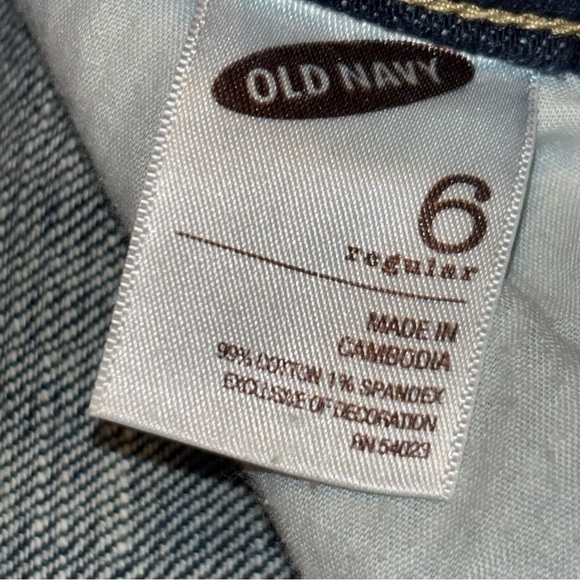 OLD NAVY
6
regular
MADE IN
CAMBODIA
99% COTTON 1% SPANDEX
EXCLUSIVE OF DECORATION
RN 54023